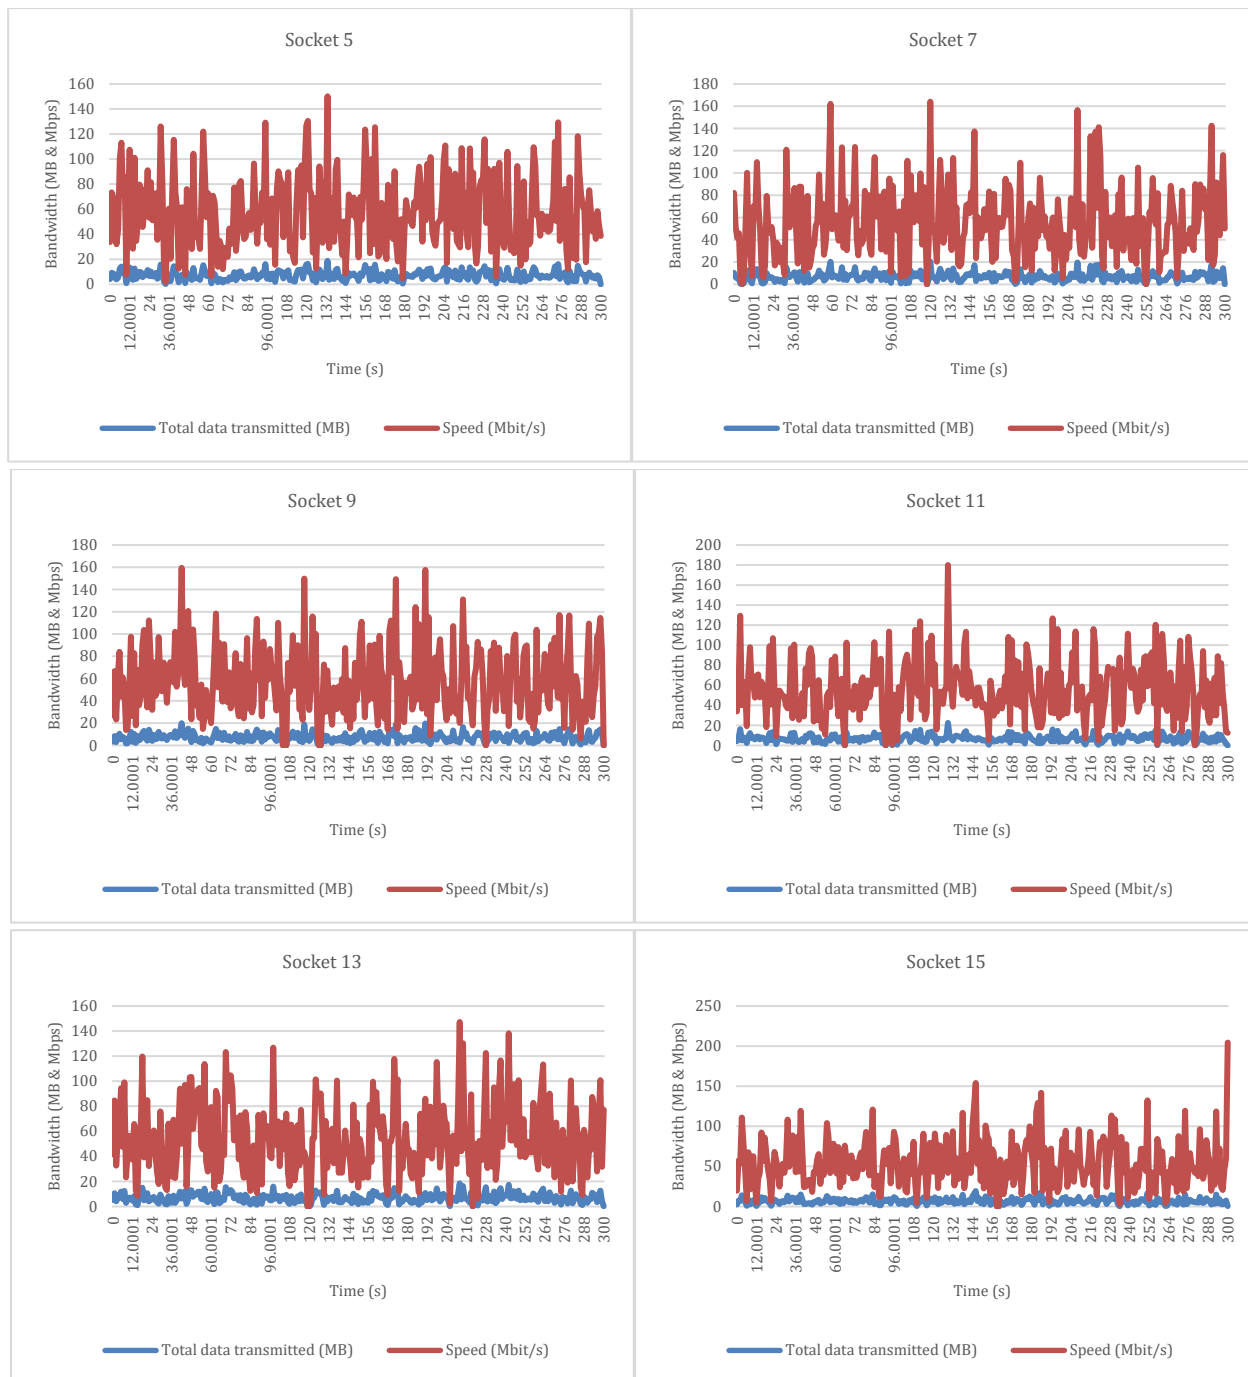 Socket 5
Bandwidth (MB & Mbps)
160
140
120
100
80
60
40
20
0
0 12.0001 24 36.0001 48 60 72 84 96.0001 108 120 132 144 156 168 180 192 204 216 228 240 252 264 276 288 300
Time (s)
Total data transmitted (MB) Speed (Mbit/s)
Socket 7
Bandwidth (MB & Mbps)
180
160
140
120
100
80
60
40
20
0
0 12.0001 24 36.0001 48 60 72 84 96.0001 108 120 132 144 156 168 180 192 204 216 228 240 252 264 276 288 300
Time (s)
Total data transmitted (MB) Speed (Mbit/s)
Socket 9
Bandwidth (MB & Mbps)
180
160
140
120
100
80
60
40
20
0
0 12.0001 24 36.0001 48 60 72 84 96.0001 108 120 132 144 156 168 180 192 204 216 228 240 252 264 276 288 300
Time (s)
Total data transmitted (MB) Speed (Mbit/s)
Socket 11
Bandwidth (MB & Mbps)
200
180
160
140
120
100
80
60
40
20
0
0 12.0001 24 36.0001 48 60.0001 72 84 96.0001 108 120 132 144 156 168 180 192 204 216 228 240 252 264 276 288 300
Time (s)
Total data transmitted (MB) Speed (Mbit/s)
Socket 13
Bandwidth (MB & Mbps)
160
140
120
100
80
60
40
20
0
0 12.0001 24 36.0001 48 60.0001 72 84 96.0001 108 120 132 144 156 168 180 192 204 216 228 240 252 264 276 288 300
Time (s)
Total data transmitted (MB) Speed (Mbit/s)
Socket 15
Bandwidth (MB & Mbps)
250
200
150
100
50
0
0 12.0001 24 36.0001 48 60.0001 72 84 96.0001 108 120 132 144 156 168 180 192 204 216 228 240 252 264 276 288 300
Time (s)
Total data transmitted (MB) Speed (Mbit/s)